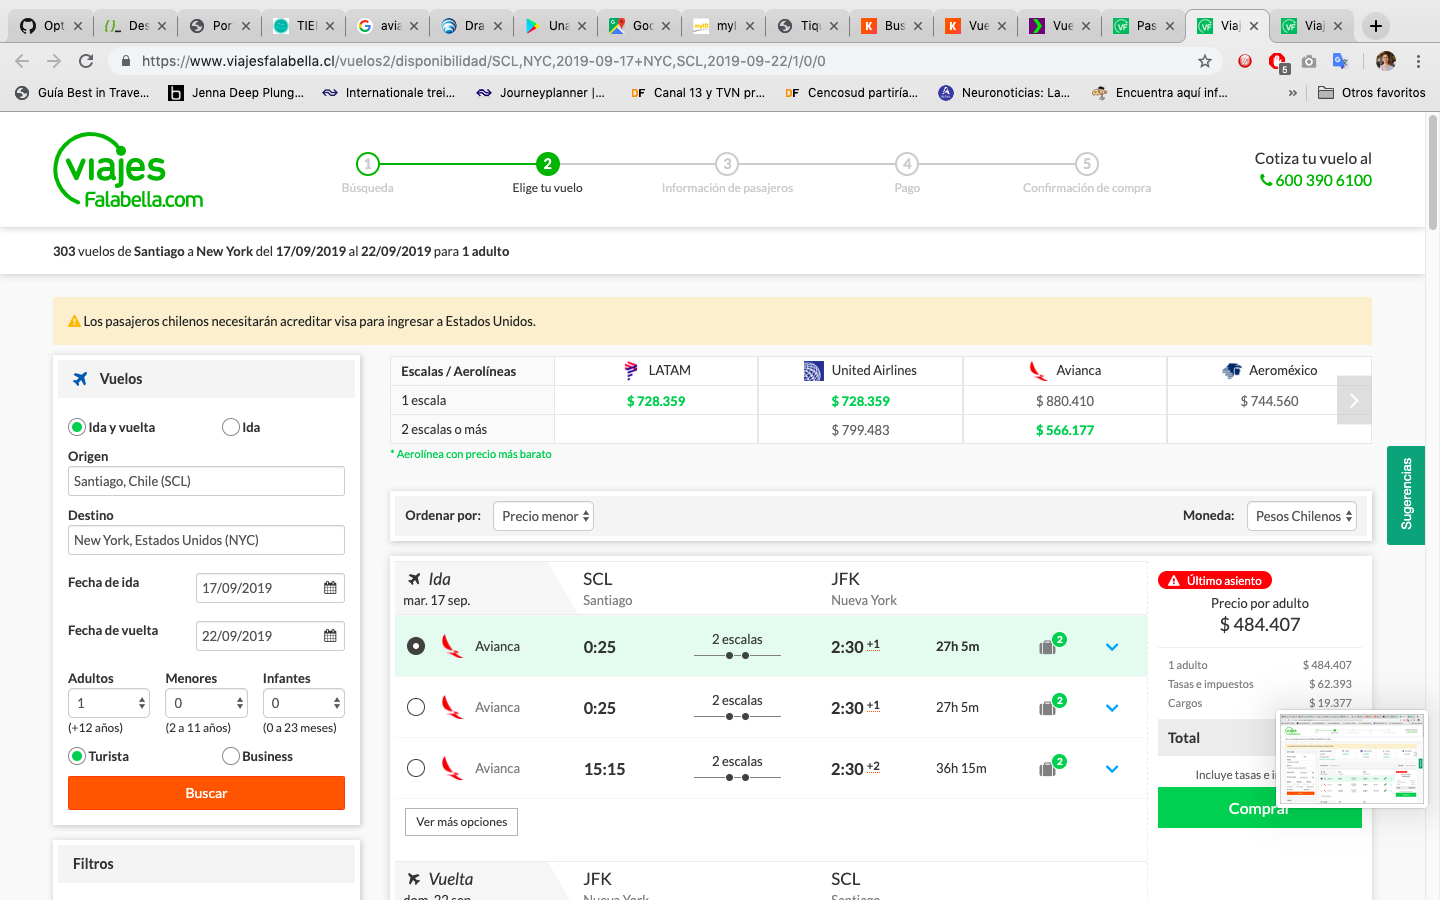 Opt
Des
Por
TIEI
avia
Dra
Una
Goo
myI
Tiqu
Bus
Vue
Vue
Pas
Viaj
Viaj
https://www.viajesfalabella.cl/vuelos2/disponibilidad/SCL,NYC,2019-09-17+NYC,SCL,2019-09-22/1/0/0
5
Guía Best in Trave...
Jenna Deep Plung...
Internationale trei...
Journeyplanner |...
DF Canal 13 y TVN pr...
DF Cencosud partiría...
Neuronoticias: La...
Encuentra aquí inf...
»
Otros favoritos
viajes
Falabella.com
1 2 3 4 5
Búsqueda Elige tu vuelo Información de pasajeros Pago Confirmación de compra
Cotiza tu vuelo al
600 390 6100
303 vuelos de Santiago a New York del 17/09/2019 al 22/09/2019 para 1 adulto
Los pasajeros chilenos necesitarán acreditar visa para ingresar a Estados Unidos.
Vuelos
Ida y vuelta Ida
Origen
Santiago, Chile (SCL)
Destino
New York, Estados Unidos (NYC)
Fecha de ida 17/09/2019
Fecha de vuelta 22/09/2019
Adultos Menores Infantes
1 0 0
(+12 años) (2 a 11 años) (0 a 23 meses)
Turista Business
Buscar
Filtros
Escalas / Aerolíneas LATAM United Airlines Avianca Aeroméxico
1 escala $ 728.359 $ 728.359 $ 880.410 $ 744.560
2 escalas o más $ 799.483 $ 566.177
* Aerolínea con precio más barato
Ordenar por: Precio menor Moneda: Pesos Chilenos
Ida SCL JFK
mar. 17 sep. Santiago Nueva York
Avianca 0:25 2 escalas 2:30 +1 27h 5m 2
Avianca 0:25 2 escalas 2:30 +1 27h 5m 2
Avianca 15:15 2 escalas 2:30 +2 36h 15m 2
Ver más opciones
Vuelta JFK SCL
dom. 22 sep. Nueva York Santiago
Último asiento
Precio por adulto
$ 484.407
1 adulto $ 484.407
Tasas e impuestos $ 62.393
Cargos $ 19.377
Total
Incluye tasas e i
Comprar
Sugerencias